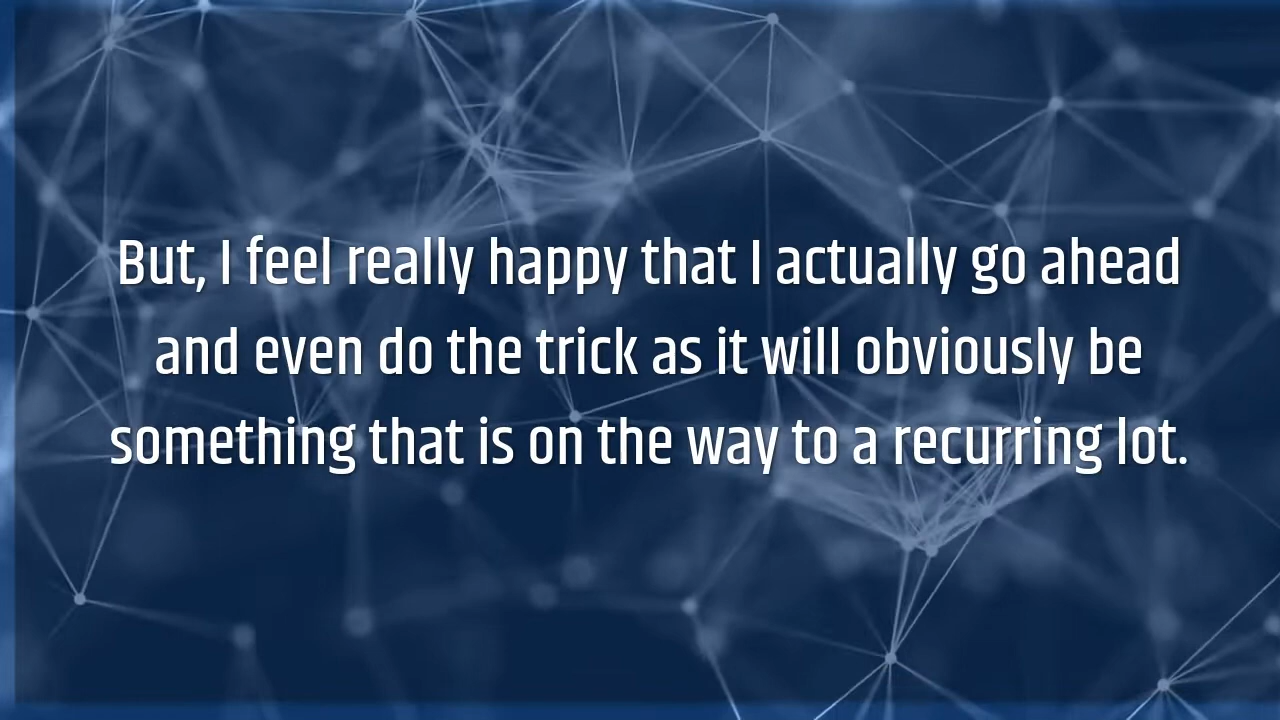 But, I feel really happy that I actually go ahead
and even do the trick as it will obviously be
something that is on the way to a recurring lot.